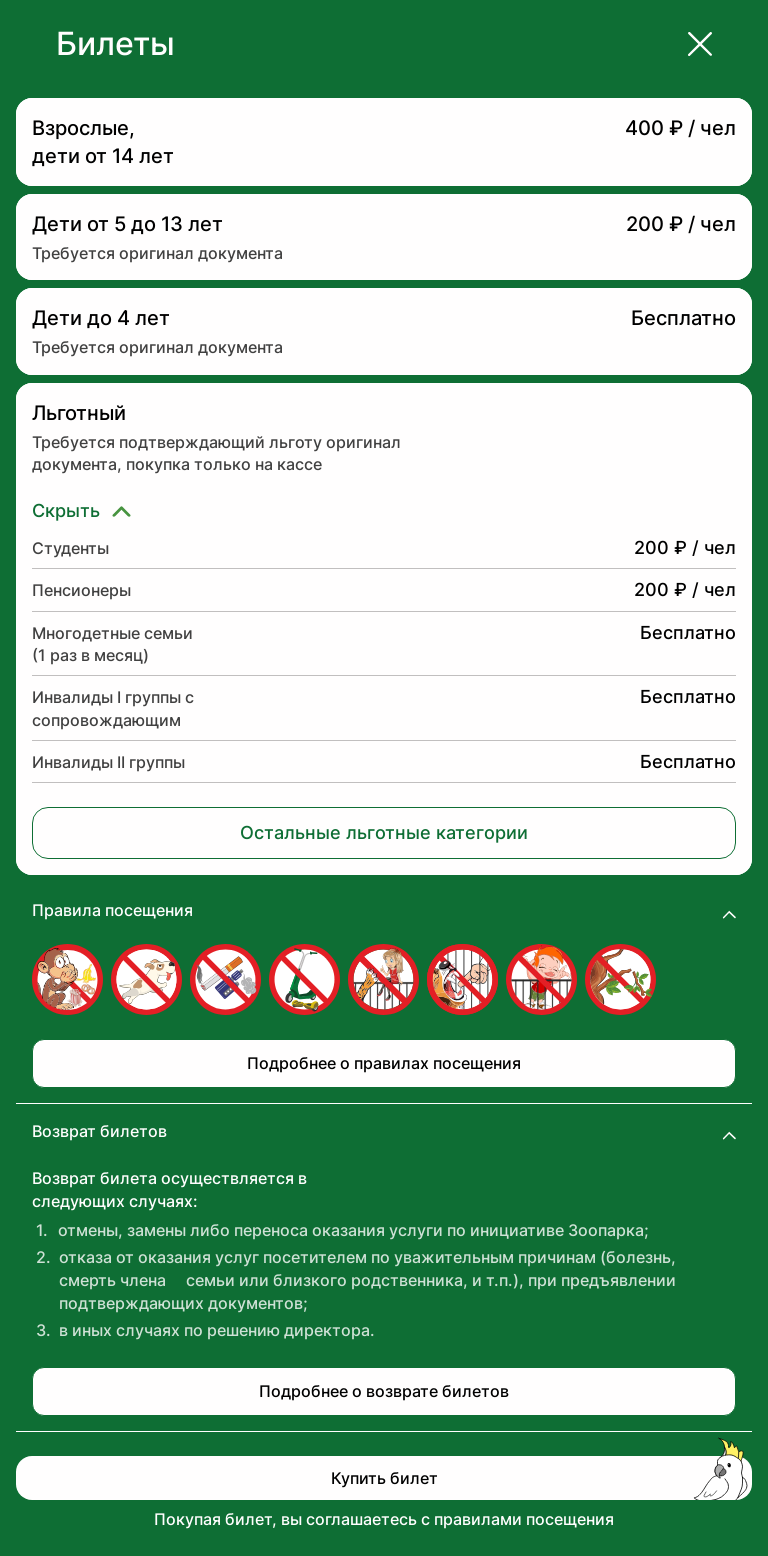 Билеты
Взрослые,
дети от 14 лет
400 ₽ / чел
Дети от 5 до 13 лет
200 ₽ / чел
Требуется оригинал документа
Дети до 4 лет
Бесплатно
Требуется оригинал документа
Льготный
Требуется подтверждающий льготу оригинал
документа, покупка только на кассе
Скрыть
Студенты
200 ₽ / чел
Пенсионеры
200 ₽ / чел
Многодетные семьи
(1 раз в месяц)
Бесплатно
Инвалиды I группы с
сопровождающим
Бесплатно
Инвалиды II группы
Бесплатно
Остальные льготные категории
Правила посещения
Подробнее о правилах посещения
Возврат билетов
Возврат билета осуществляется в
следующих случаях:
1. отмены, замены либо переноса оказания услуги по инициативе Зоопарка;
2. отказа от оказания услуг посетителем по уважительным причинам (болезнь,
смерть члена семьи или близкого родственника, и т.п.), при предъявлении
подтверждающих документов;
3. в иных случаях по решению директора.
Подробнее о возврате билетов
Купить билет
Покупая билет, вы соглашаетесь с правилами посещения